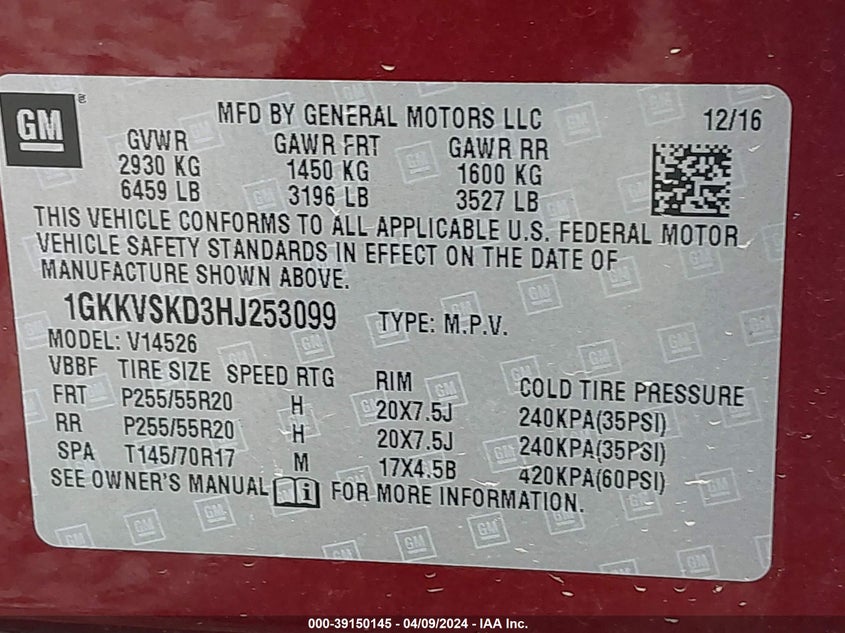 GM®
MFD BY GENERAL MOTORS LLC 12/16
GVWR GAWR FRT GAWR RR
2930 KG 1450 KG 1600 KG
6459 LB 3196 LB 3527 LB
THIS VEHICLE CONFORMS TO ALL APPLICABLE U.S. FEDERAL MOTOR
VEHICLE SAFETY STANDARDS IN EFFECT ON THE DATE OF
MANUFACTURE SHOWN ABOVE.
1GKKVSKD3HJ253099 TYPE: M.P.V.
MODEL: V14526
VBBF TIRE SIZE SPEED RTG RIM COLD TIRE PRESSURE
FRT P255/55R20 H 20X7.5J 240KPA(35PSI)
RR P255/55R20 H 20X7.5J 240KPA(35PSI)
SPA T145/70R17 M 17X4.5B 420KPA(60PSI)
SEE OWNER'S MANUAL i FOR MORE INFORMATION.
000-39150145 - 04/09/2024 - IAA Inc.